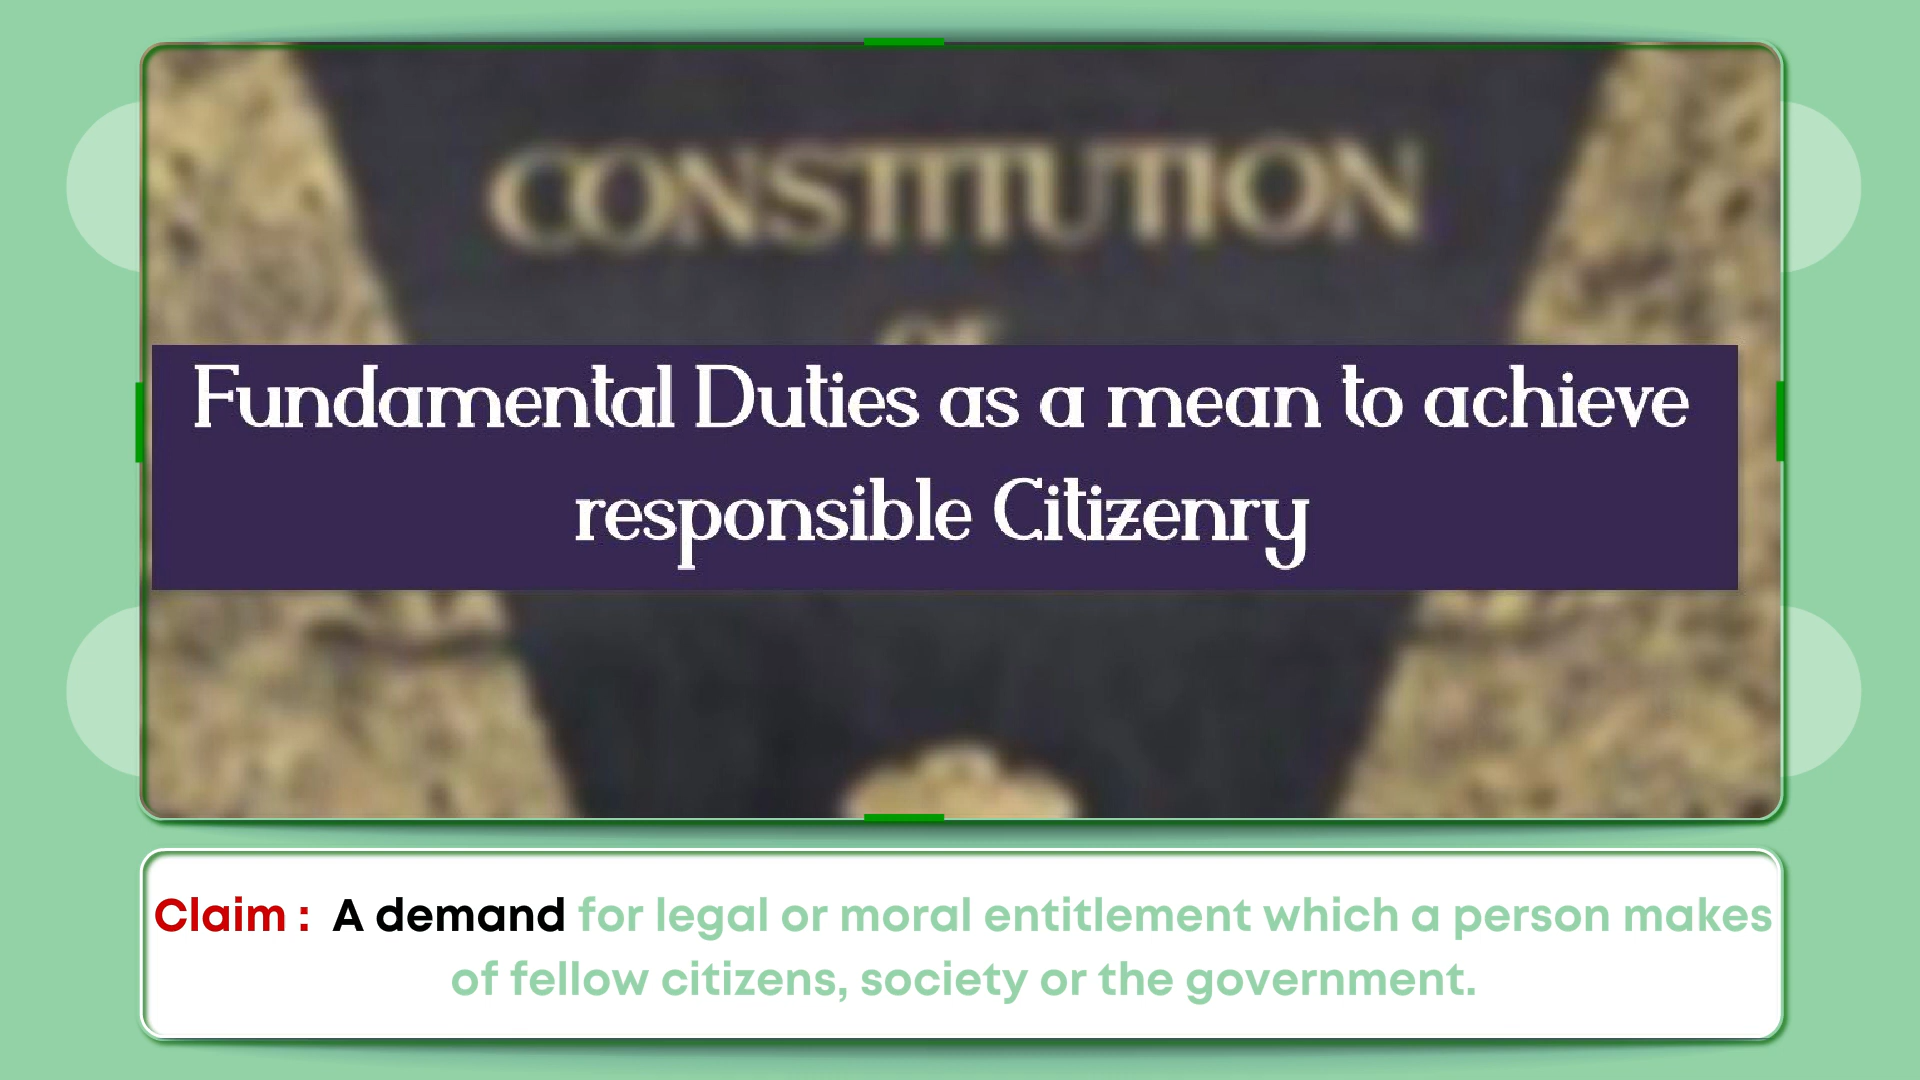 CONSTITUTION
OF
Fundamental Duties as a mean to achieve
responsible Citizenry
Claim : A demand for legal or moral entitlement which a person makes
of fellow citizens, society or the government.